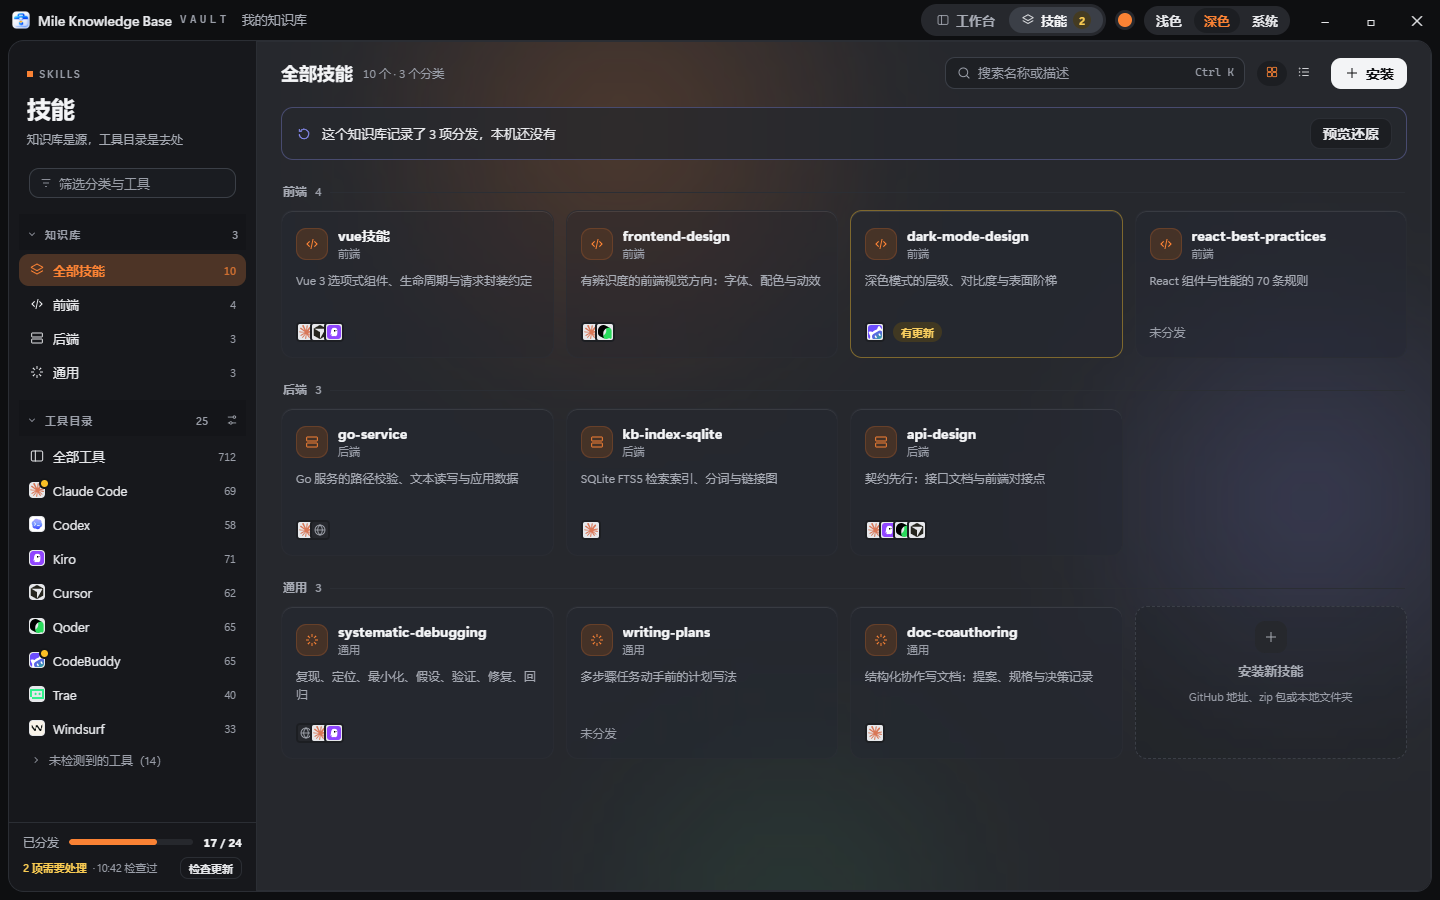 Mile Knowledge Base VAULT 我的知识库
工作台 技能 2 浅色 深色 系统
SKILLS
技能
知识库是源，工具目录是去处
筛选分类与工具
知识库 3
全部技能 10
前端 4
后端 3
通用 3
工具目录 25
全部工具 712
Claude Code 69
Codex 58
Kiro 71
Cursor 62
Qoder 65
CodeBuddy 65
Trae 40
Windsurf 33
未检测到的工具 (14)
已分发 17 / 24
2 项需要处理 · 10:42 检查过 检查更新
全部技能 10 个 · 3 个分类
搜索名称或描述 Ctrl K
安装
这个知识库记录了 3 项分发，本机还没有 预览还原
前端 4
vue技能
前端
Vue 3 选项式组件、生命周期与请求封装约定
frontend-design
前端
有辨识度的前端视觉方向：字体、配色与动效
dark-mode-design
前端
深色模式的层级、对比度与表面阶梯
有更新
react-best-practices
前端
React 组件与性能的 70 条规则
未分发
后端 3
go-service
后端
Go 服务的路径校验、文本读写与应用数据
kb-index-sqlite
后端
SQLite FTS5 检索索引、分词与链接图
api-design
后端
契约先行：接口文档与前端对接点
通用 3
systematic-debugging
通用
复现、定位、最小化、假设、验证、修复、回
归
writing-plans
通用
多步骤任务动手前的计划写法
未分发
doc-coauthoring
通用
结构化协作写文档：提案、规格与决策记录
安装新技能
GitHub 地址、zip 包或本地文件夹